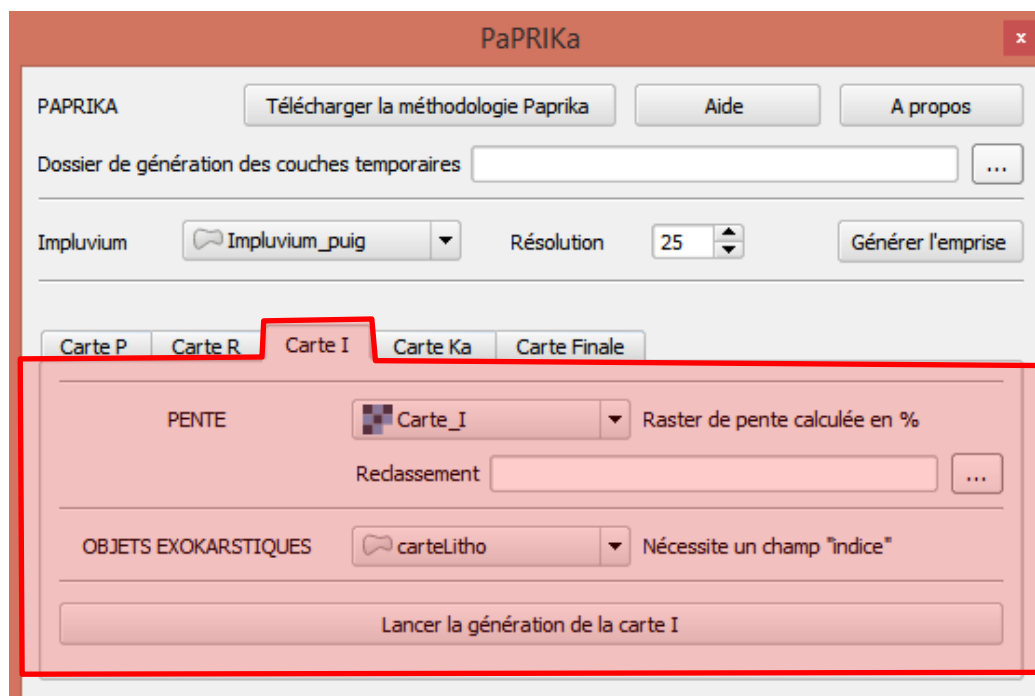 PaPRIKa
x
PAPRIKA Télécharger la méthodologie Paprika Aide A propos
Dossier de génération des couches temporaires ...
Impluvium Impluvium_puig Résolution 25 Générer l'emprise
Carte P Carte R Carte I Carte Ka Carte Finale
PENTE Carte_I Raster de pente calculée en %
Reclassement ...
OBJETS EXOKARSTIQUES carteLitho Nécessite un champ "indice"
Lancer la génération de la carte I